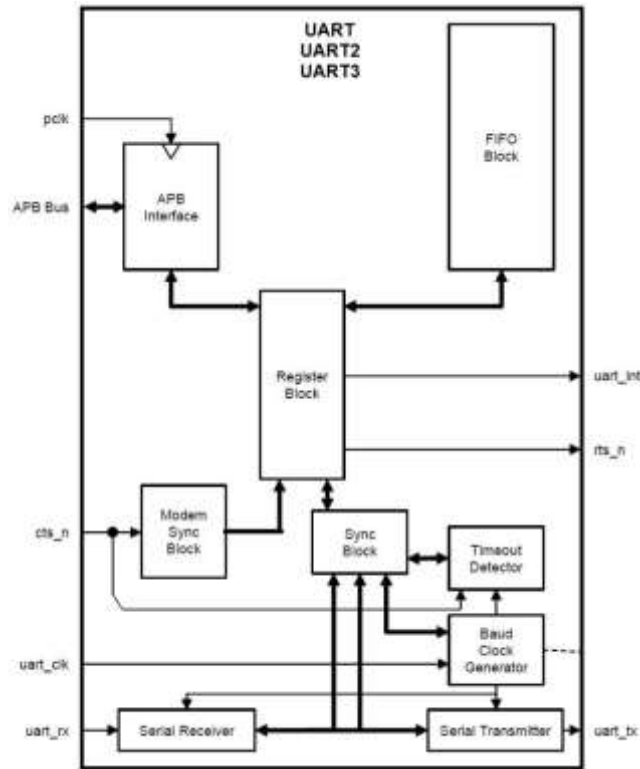 UART
UART2
UART3
pclk
FIFO
Block
APB
Interface
APB Bus
Register
Block
uart_int
rts_n
Modem
Sync
Block
cts_n
Sync
Block
Timeout
Detector
Baud
Clock
Generator
uart_clk
uart_rx
Serial Receiver
Serial Transmitter
uart_tx